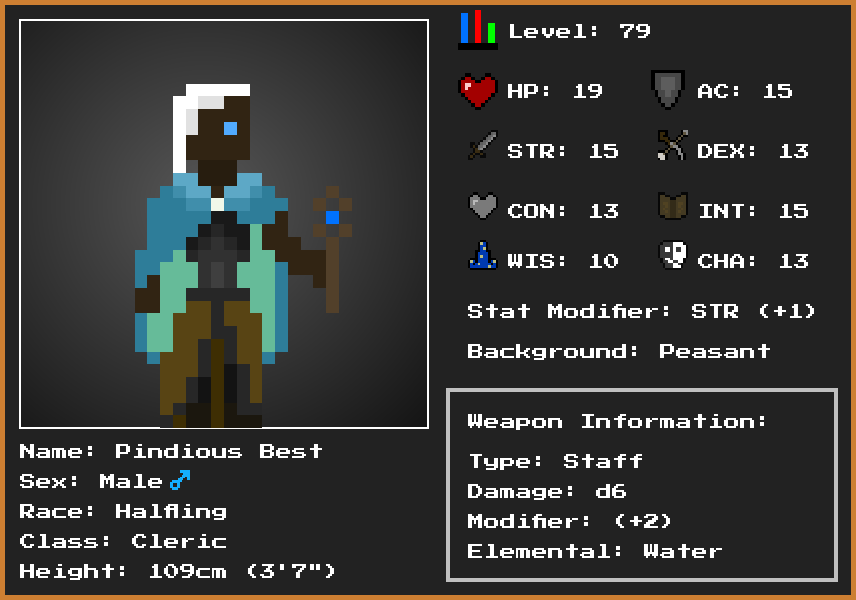 Level: 79
HP: 19
AC: 15
STR: 15
DEX: 13
CON: 13
INT: 15
WIS: 10
CHA: 13
Stat Modifier: STR (+1)
Background: Peasant
Weapon Information:
Type: Staff
Damage: d6
Modifier: (+2)
Elemental: Water
Name: Pindious Best
Sex: Male ♂
Race: Halfling
Class: Cleric
Height: 109cm (3'7")